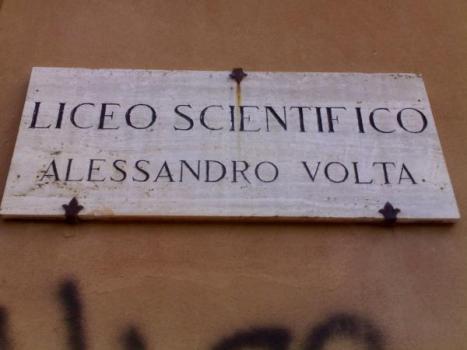 LICEO SCIENTIFICO
ALESSANDRO VOLTA